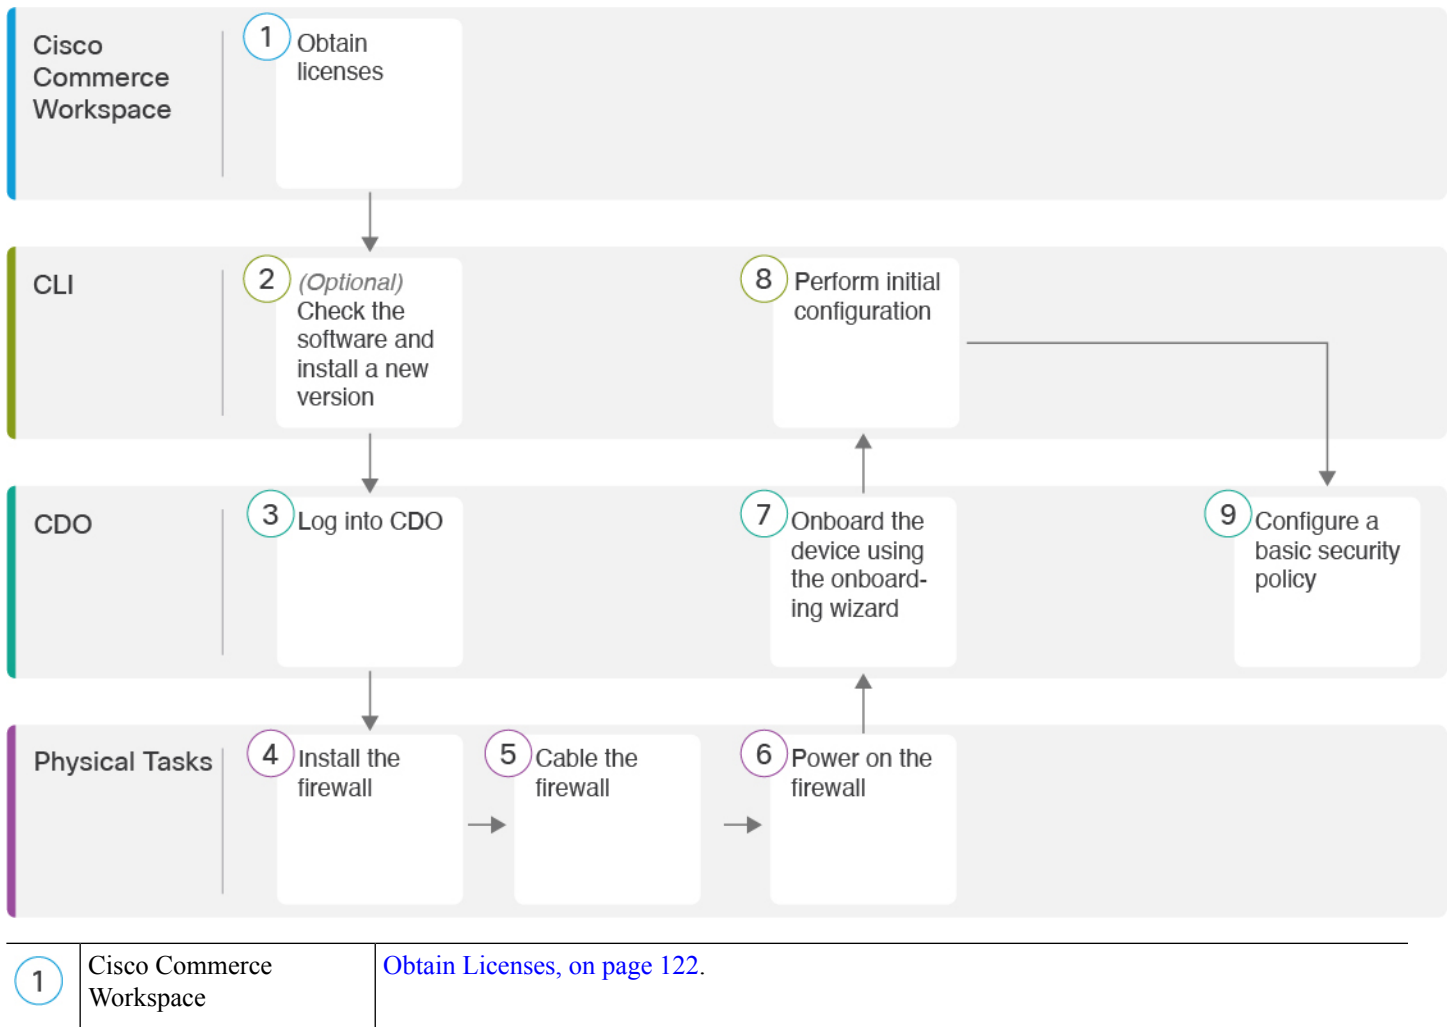 Cisco
Commerce
Workspace
1
Obtain
licenses
CLI
2
(Optional)
Check the
software and
install a new
version
8
Perform initial
configuration
CDO
3
Log into CDO
7
Onboard the
device using
the onboard-
ing wizard
9
Configure a
basic security
policy
Physical Tasks
4
Install the
firewall
5
Cable the
firewall
6
Power on the
firewall
1
Cisco Commerce
Workspace
Obtain Licenses, on page 122.